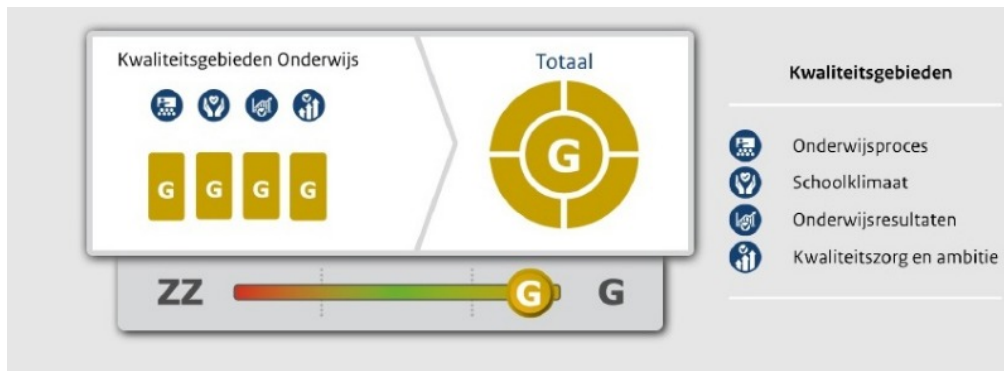 Kwaliteitsgebieden Onderwijs
G G G G
Totaal
G
ZZ G G
Kwaliteitsgebieden
Onderwijsproces
Schoolklimaat
Onderwijsresultaten
Kwaliteitszorg en ambitie